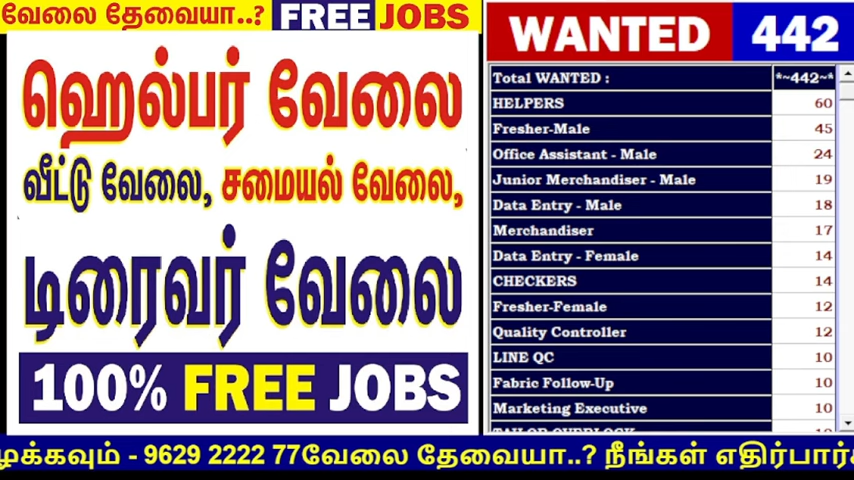 வேலை தேவையா..? FREE JOBS
ஹெல்பர் வேலை
வீட்டு வேலை, சமையல் வேலை,
டிரைவர் வேலை
100% FREE JOBS
WANTED 442
Total WANTED : *~442~*
HELPERS 60
Fresher-Male 45
Office Assistant - Male 24
Junior Merchandiser - Male 19
Data Entry - Male 18
Merchandiser 17
Data Entry - Female 14
CHECKERS 14
Fresher-Female 12
Quality Controller 12
LINE QC 10
Fabric Follow-Up 10
Marketing Executive 10
- 9629 2222 77வேலை தேவையா..? நீங்கள்